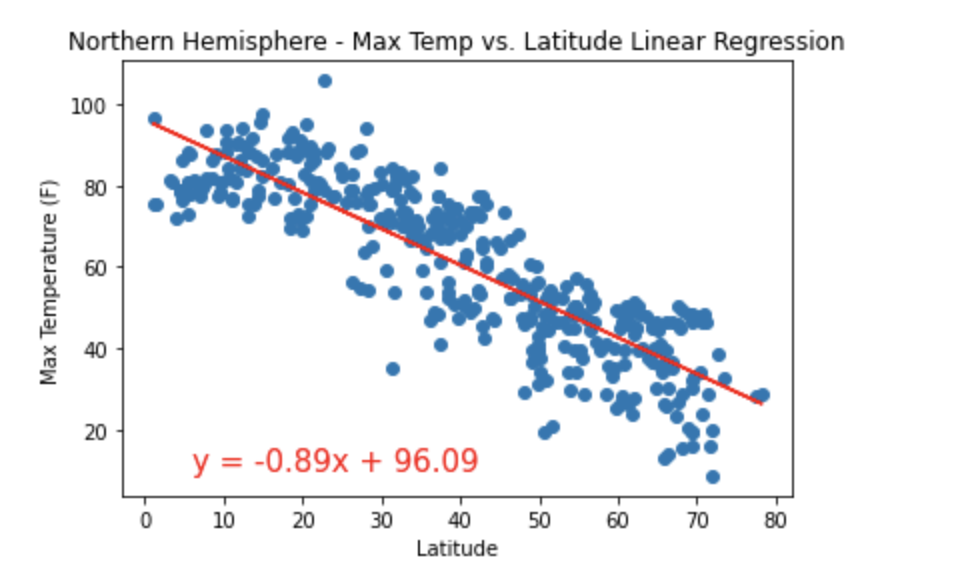 Northern Hemisphere - Max Temp vs. Latitude Linear Regression
Max Temperature (F)
100
80
60
40
20
y = -0.89x + 96.09
0 10 20 30 40 50 60 70 80
Latitude